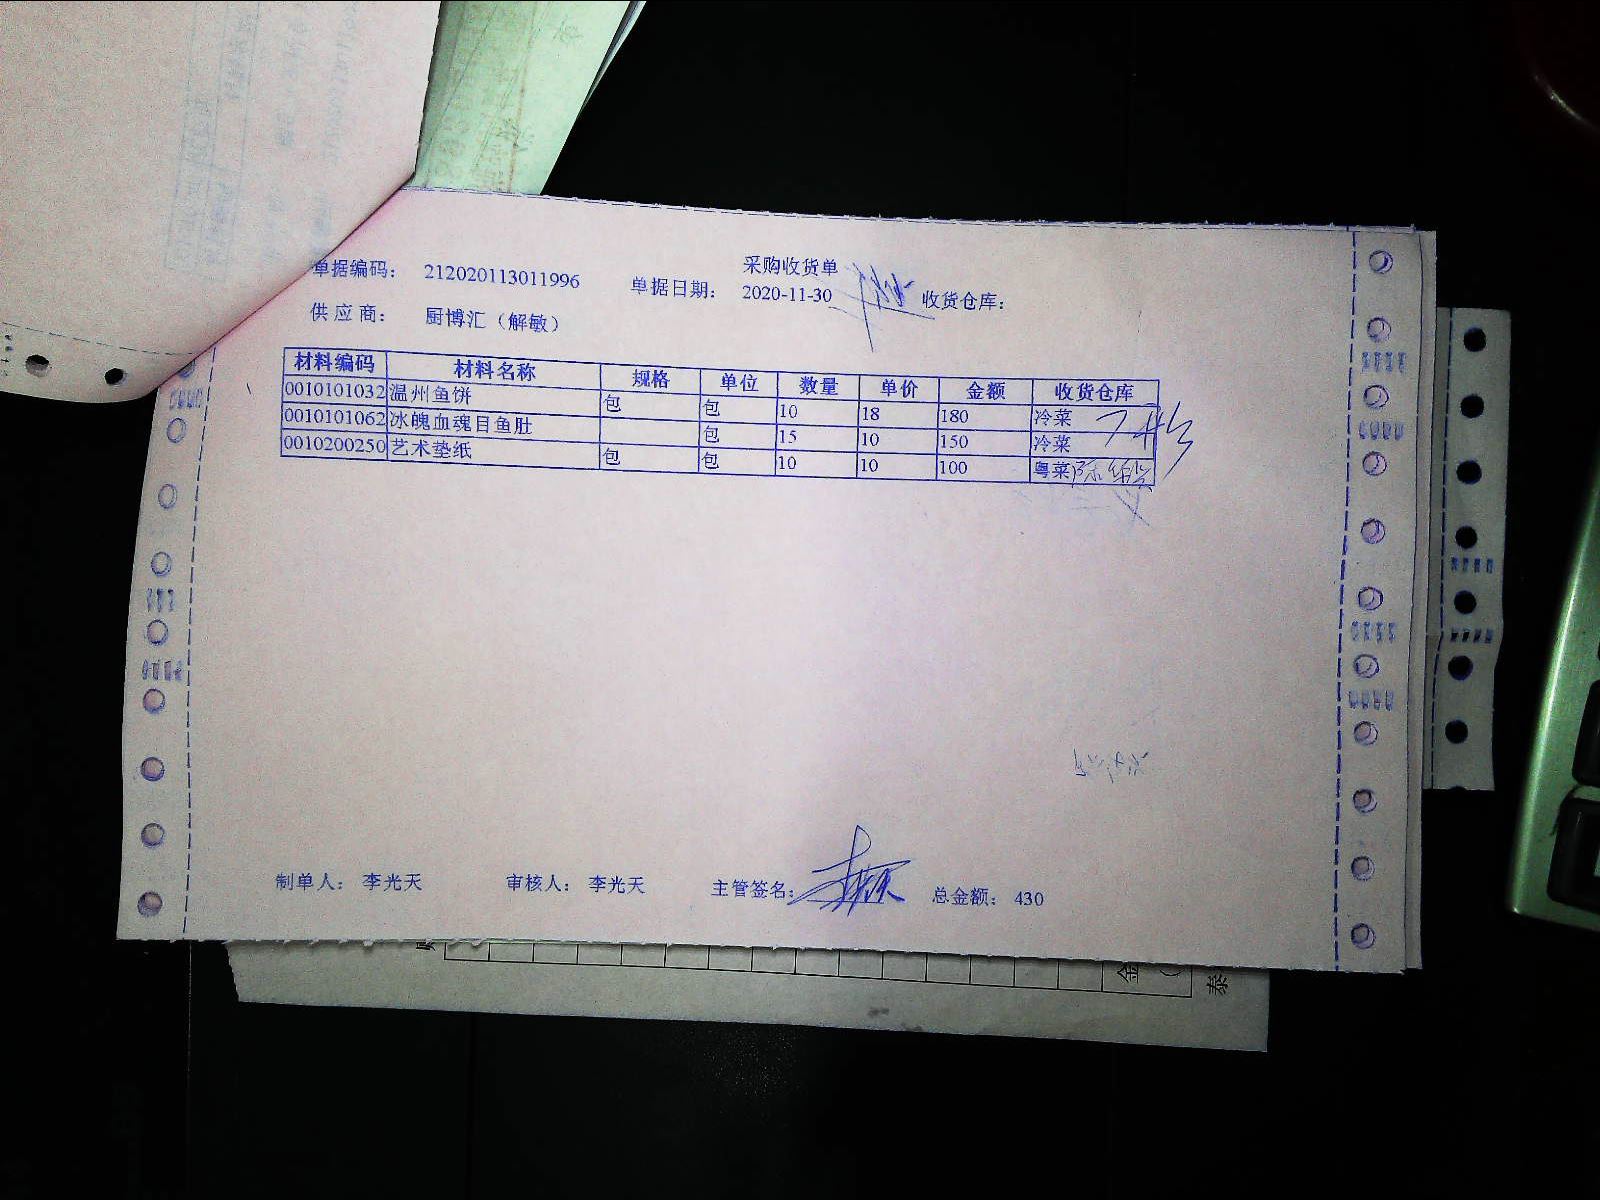 采购收货单
单据编码： 212020113011996 单据日期： 2020-11-30 收货仓库：
供应商： 厨博汇（解敏）
材料编码 材料名称 规格 单位 数量 单价 金额 收货仓库
0010101032 温州鱼饼 包 包 10 18 180 冷菜
0010101062 冰魄血魂目鱼肚 包 15 10 150 冷菜
0010200250 艺术垫纸 包 包 10 10 100 粤菜
制单人： 李光天 审核人： 李光天 主管签名： 总金额： 430